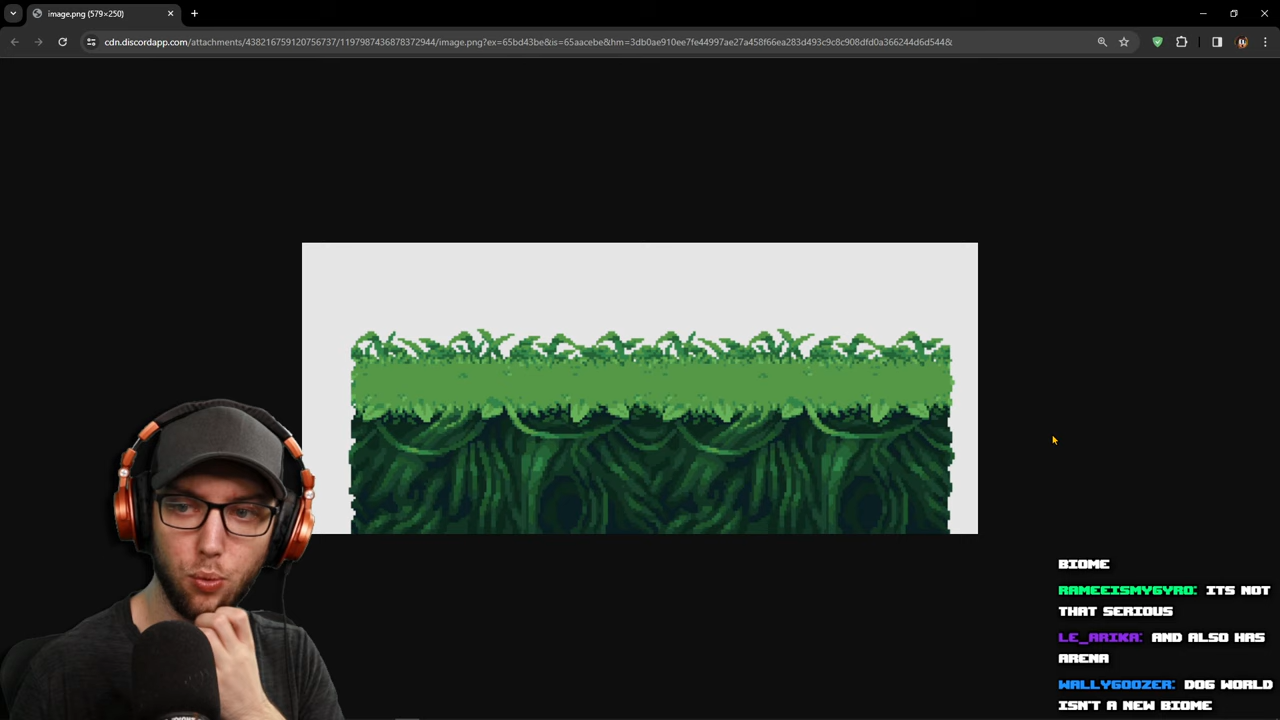 image.png (579×250)
cdn.discordapp.com/attachments/438216759120756737/1197987436878372944/image.png?ex=65bd43be&is=65aacebe&hm=3db0ae910ee7fe44997ae27a458f66ea283d493c9c8c908dfd0a366244d6d544&
BIOME
RAMEEISMYGYRO: ITS NOT
THAT SERIOUS
LE_ARIKA: AND ALSO HAS
ARENA
WALLYGOOZER: DOG WORLD
ISN'T A NEW BIOME